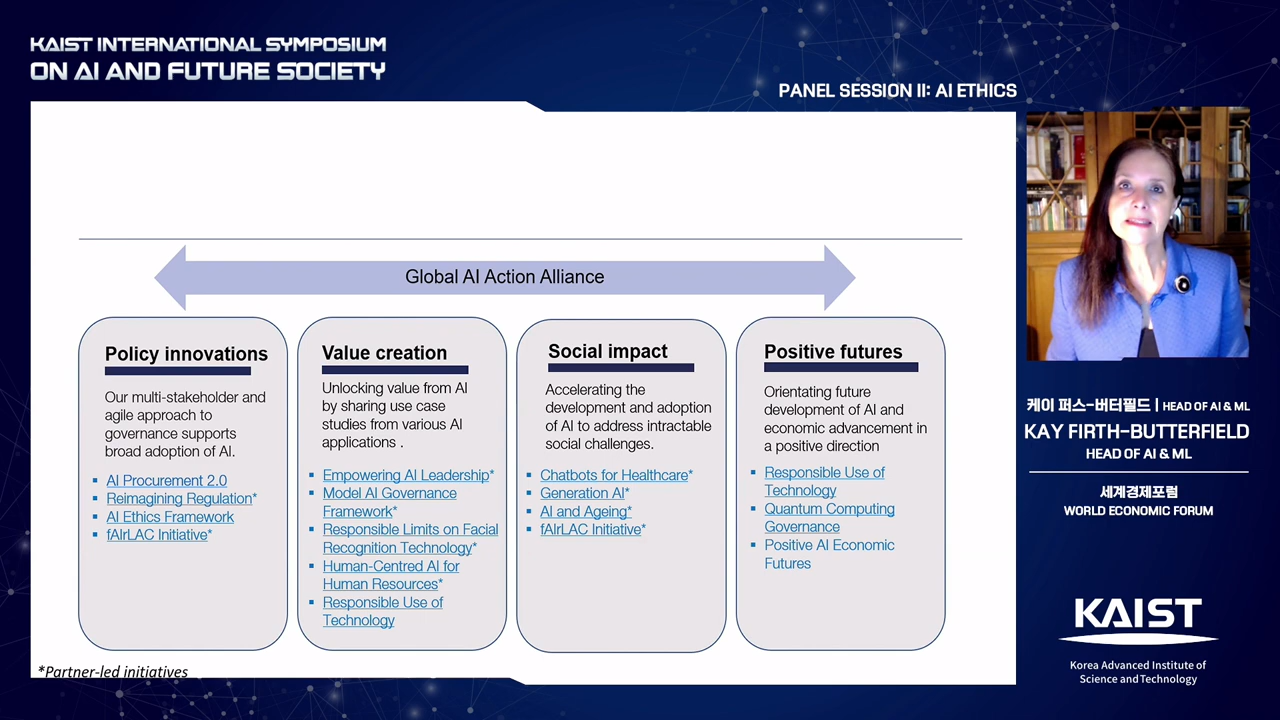 KAIST INTERNATIONAL SYMPOSIUM
ON AI AND FUTURE SOCIETY
PANEL SESSION II: AI ETHICS
Global AI Action Alliance
Policy innovations
Our multi-stakeholder and
agile approach to
governance supports
broad adoption of AI.
▪ AI Procurement 2.0
▪ Reimagining Regulation*
▪ AI Ethics Framework
▪ fAIrLAC Initiative*
Value creation
Unlocking value from AI
by sharing use case
studies from various AI
applications .
▪ Empowering AI Leadership*
▪ Model AI Governance
Framework*
▪ Responsible Limits on Facial
Recognition Technology*
▪ Human-Centred AI for
Human Resources*
▪ Responsible Use of
Technology
Social impact
Accelerating the
development and adoption
of AI to address intractable
social challenges.
▪ Chatbots for Healthcare*
▪ Generation AI*
▪ AI and Ageing*
▪ fAIrLAC Initiative*
Positive futures
Orientating future
development of AI and
economic advancement in
a positive direction
▪ Responsible Use of
Technology
▪ Quantum Computing
Governance
▪ Positive AI Economic
Futures
*Partner-led initiatives
케이 퍼스-버터필드 | HEAD OF AI & ML
KAY FIRTH-BUTTERFIELD
HEAD OF AI & ML
세계경제포럼
WORLD ECONOMIC FORUM
KAIST
Korea Advanced Institute of
Science and Technology